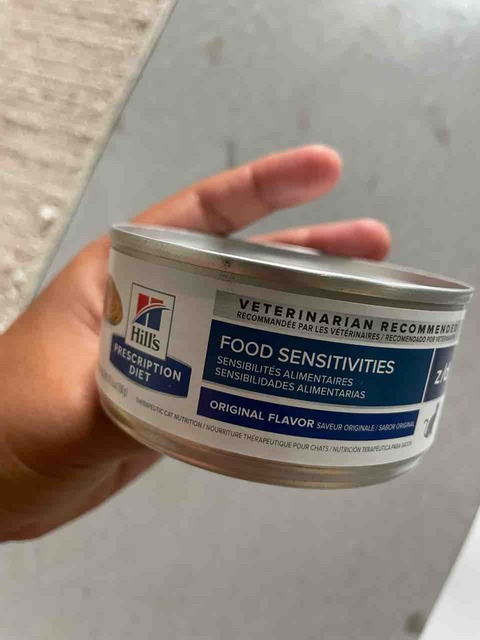 VETERINARIAN RECOMMENDED
RECOMMANDÉE PAR LES VÉTÉRINAIRES / RECOMENDADO POR
Hill's
PRESCRIPTION
DIET
FOOD SENSITIVITIES
SENSIBILITÉS ALIMENTAIRES
SENSIBILIDADES ALIMENTARIAS
ORIGINAL FLAVOR SAVEUR ORIGINALE / SABOR ORIGINAL
THERAPEUTIC CAT NUTRITION / NOURRITURE THÉRAPEUTIQUE POUR CHATS / NUTRICIÓN TERAPÉUTICA PARA GATOS